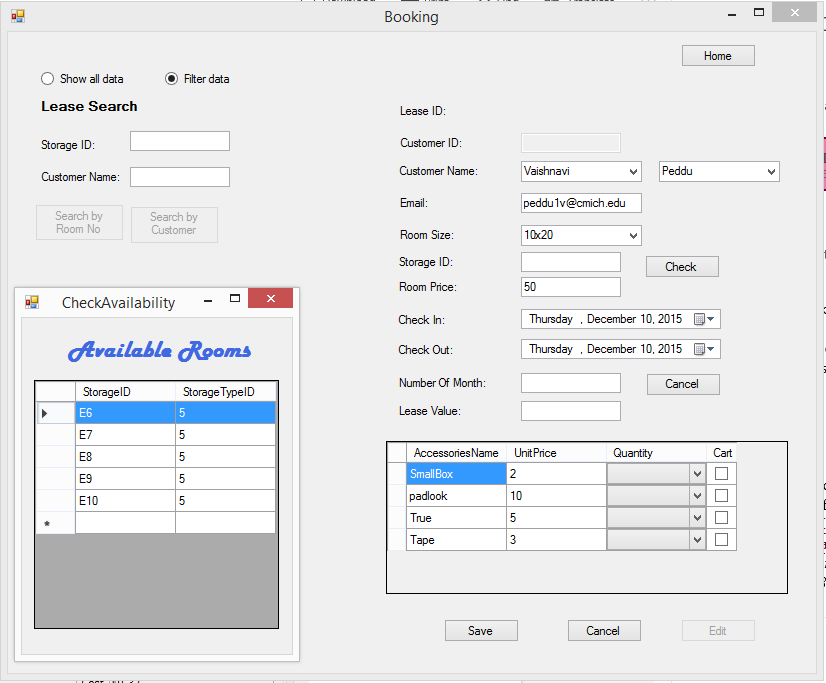 Booking
Home
Show all data Filter data
Lease Search
Storage ID:
Customer Name:
Search by Room No
Search by Customer
Lease ID:
Customer ID:
Customer Name: Vaishnavi Peddu
Email: peddu1v@cmich.edu
Room Size: 10x20
Storage ID: Check
Room Price: 50
Check In: Thursday , December 10, 2015
Check Out: Thursday , December 10, 2015
Number Of Month: Cancel
Lease Value:
CheckAvailability
Available Rooms
StorageID StorageTypeID
E6 5
E7 5
E8 5
E9 5
E10 5
*
AccessoriesName UnitPrice Quantity Cart
SmallBox 2
padlook 10
True 5
Tape 3
Save Cancel Edit